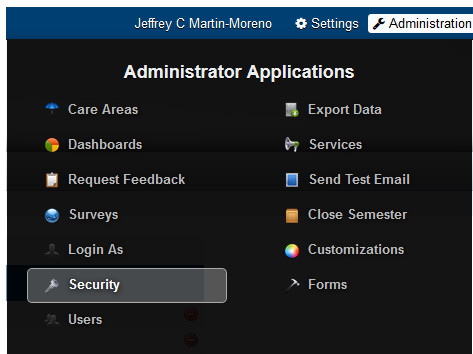 Jeffrey C Martin-Moreno Settings Administration
Administrator Applications
Care Areas Export Data
Dashboards Services
Request Feedback Send Test Email
Surveys Close Semester
Login As Customizations
Security Forms
Users